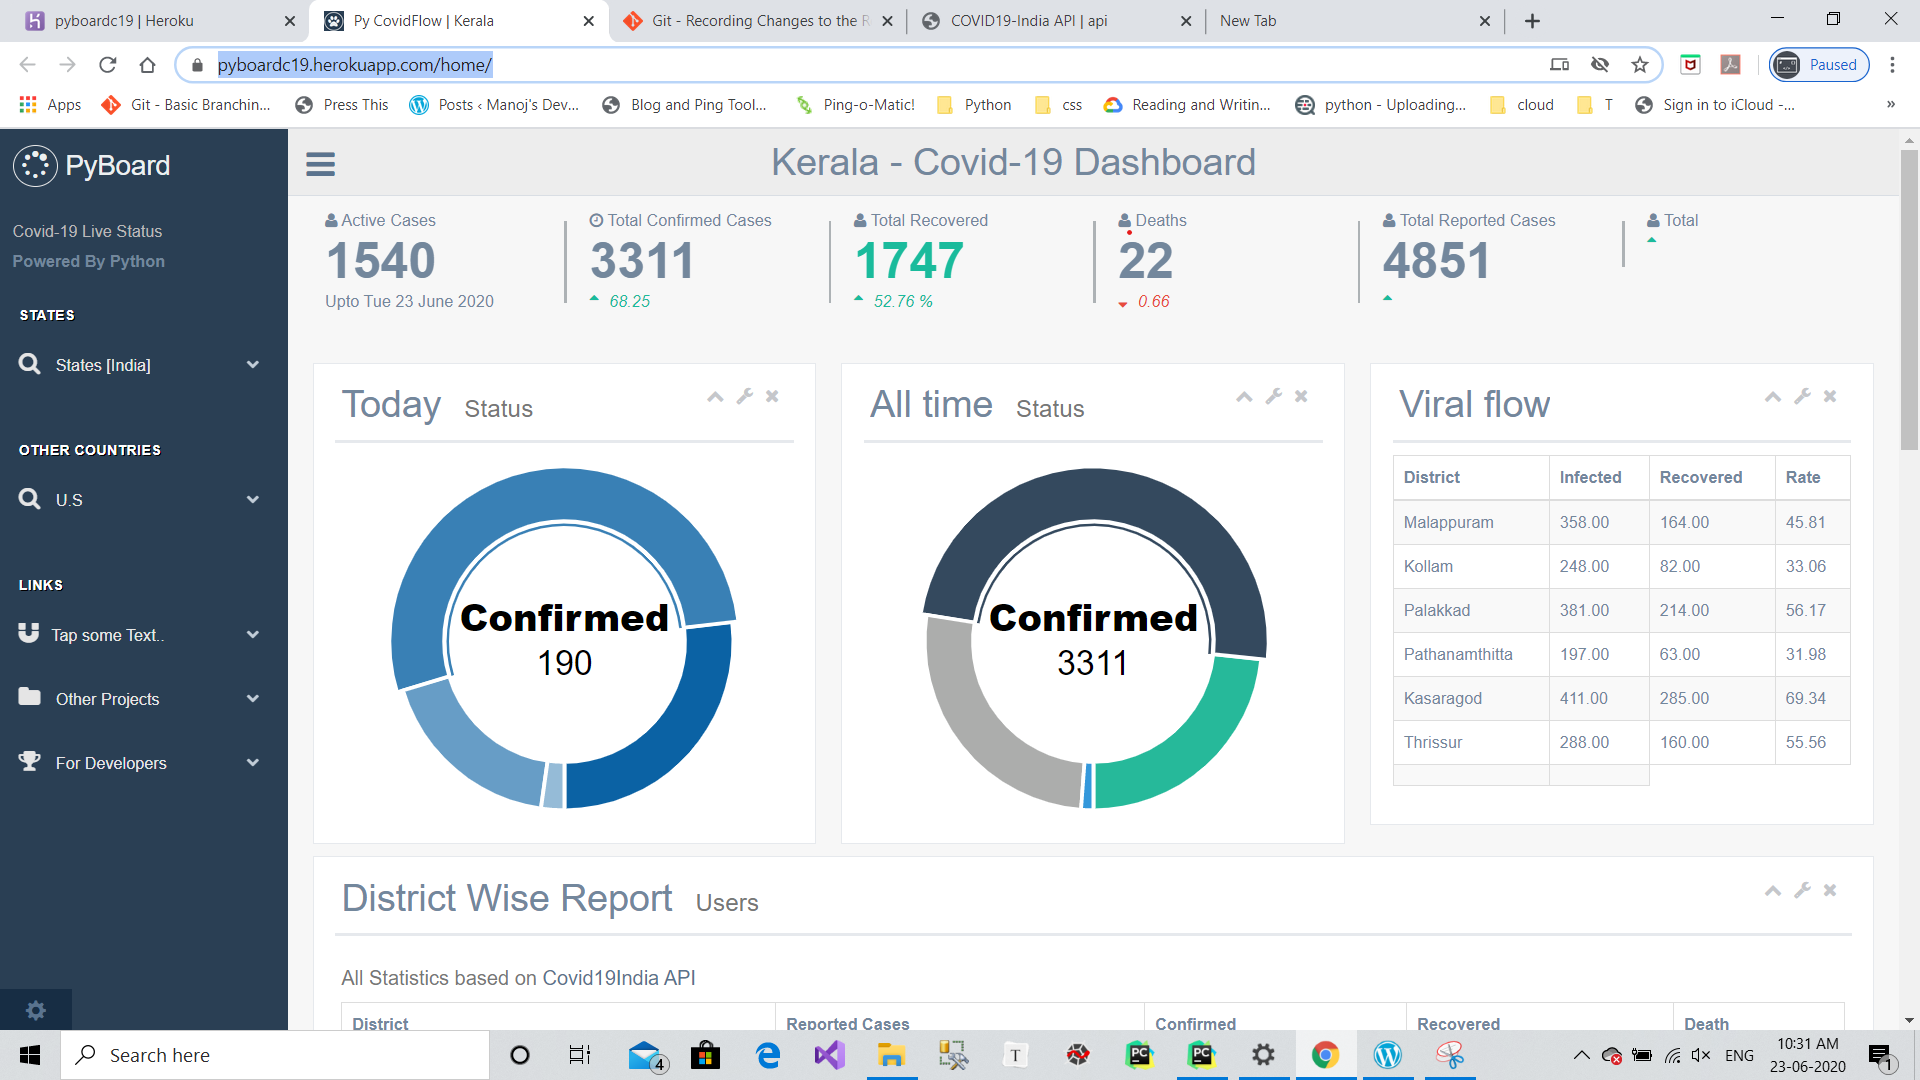 pyboardc19 | Heroku
Py CovidFlow | Kerala
Git - Recording Changes to the R
COVID19-India API | api
New Tab
pyboardc19.herokuapp.com/home/
Paused
Apps
Git - Basic Branchin...
Press This
Posts ‹ Manoj's Dev...
Blog and Ping Tool...
Ping-o-Matic!
Python
css
Reading and Writin...
python - Uploading...
cloud
T
Sign in to iCloud -...
»
PyBoard
Covid-19 Live Status
Powered By Python
STATES
States [India]
OTHER COUNTRIES
U.S
LINKS
Tap some Text..
Other Projects
For Developers
Kerala - Covid-19 Dashboard
Active Cases
1540
Upto Tue 23 June 2020
Total Confirmed Cases
3311
68.25
Total Recovered
1747
52.76 %
Deaths
22
0.66
Total Reported Cases
4851
Total
Today Status
Confirmed
190
All time Status
Confirmed
3311
Viral flow
District Infected Recovered Rate
Malappuram 358.00 164.00 45.81
Kollam 248.00 82.00 33.06
Palakkad 381.00 214.00 56.17
Pathanamthitta 197.00 63.00 31.98
Kasaragod 411.00 285.00 69.34
Thrissur 288.00 160.00 55.56
District Wise Report Users
All Statistics based on Covid19India API
District Reported Cases Confirmed Recovered Death
Search here
4
T
PC
PC
ENG
10:31 AM
23-06-2020
1